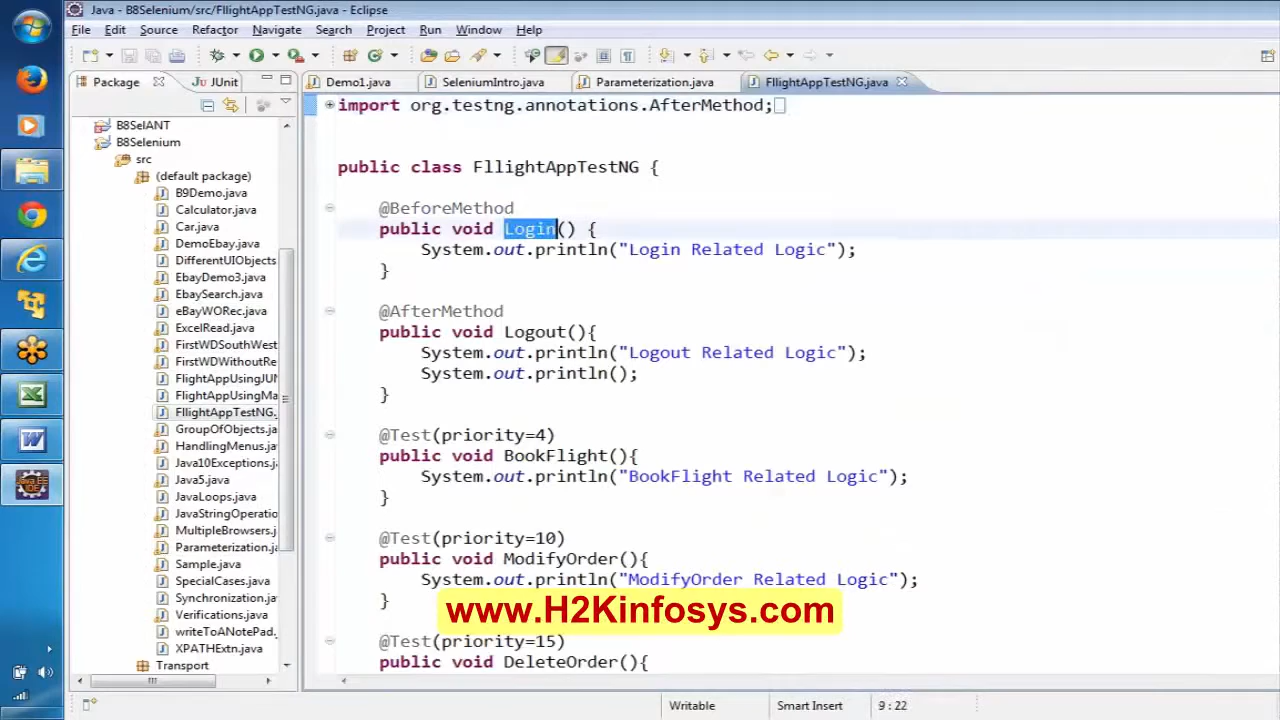 Java - B8Selenium/src/FllightAppTestNG.java - Eclipse
File Edit Source Refactor Navigate Search Project Run Window Help
Package JUnit Demo1.java SeleniumIntro.java Parameterization.java FllightAppTestNG.java
B8SelANT
B8Selenium
src
(default package)
B9Demo.java
Calculator.java
Car.java
DemoEbay.java
DifferentUIObjects
EbayDemo3.java
EbaySearch.java
eBayWORec.java
ExcelRead.java
FirstWDSouthWest
FirstWDWithoutRe
FlightAppUsingJUN
FlightAppUsingMa
FllightAppTestNG.
GroupOfObjects.java
HandlingMenus.ja
Java10Exceptions.j
Java5.java
JavaLoops.java
JavaStringOperatio
MultipleBrowsers.j
Parameterization.ja
Sample.java
SpecialCases.java
Synchronization.ja
Verifications.java
writeToANotePad.
XPATHExtn.java
Transport
import org.testng.annotations.AfterMethod;
public class FllightAppTestNG {
@BeforeMethod
public void Login() {
System.out.println("Login Related Logic");
}
@AfterMethod
public void Logout(){
System.out.println("Logout Related Logic");
System.out.println();
}
@Test(priority=4)
public void BookFlight(){
System.out.println("BookFlight Related Logic");
}
@Test(priority=10)
public void ModifyOrder(){
System.out.println("ModifyOrder Related Logic");
}
www.H2Kinfosys.com
@Test(priority=15)
public void DeleteOrder(){
Java EE
IDE
Writable Smart Insert 9 : 22